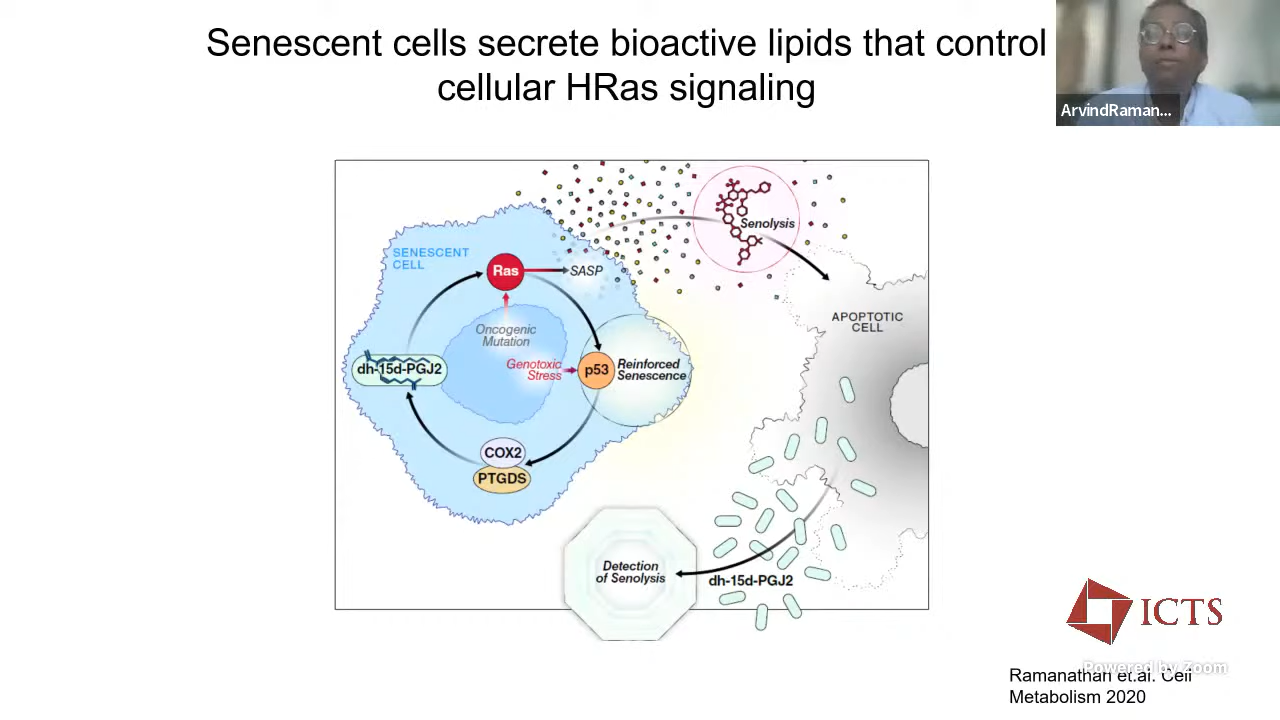 Senescent cells secrete bioactive lipids that control
cellular HRas signaling
ArvindRaman...
SENESCENT
CELL
Ras
SASP
Senolysis
Oncogenic
Mutation
APOPTOTIC
CELL
dh-15d-PGJ2
Genotoxic
Stress
p53
Reinforced
Senescence
COX2
PTGDS
Detection
of Senolysis
dh-15d-PGJ2
ICTS
Powered by Zoom
Ramanathan et.al. Cell
Metabolism 2020